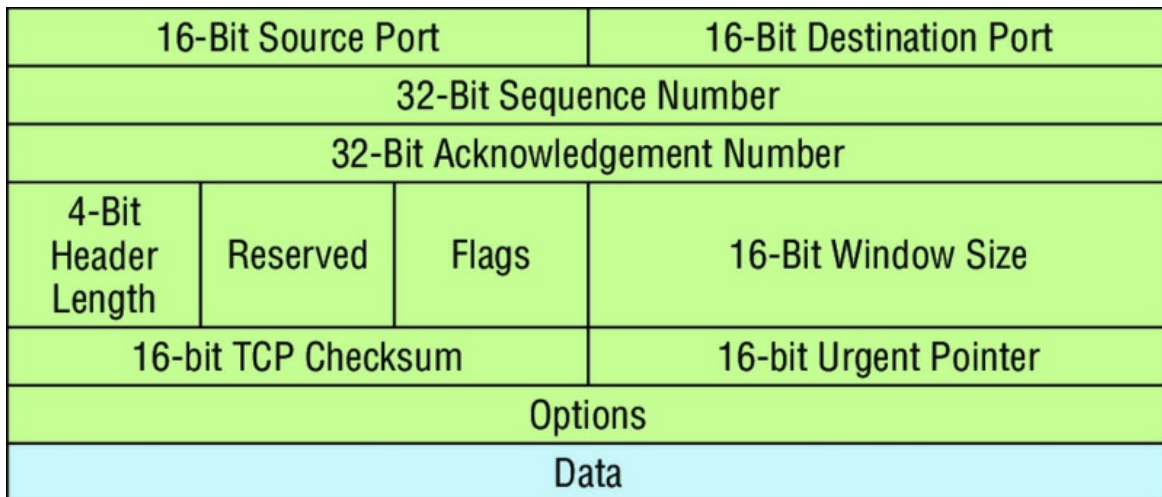 16-Bit Source Port
16-Bit Destination Port
32-Bit Sequence Number
32-Bit Acknowledgement Number
4-Bit
Header
Length
Reserved
Flags
16-Bit Window Size
16-bit TCP Checksum
16-bit Urgent Pointer
Options
Data